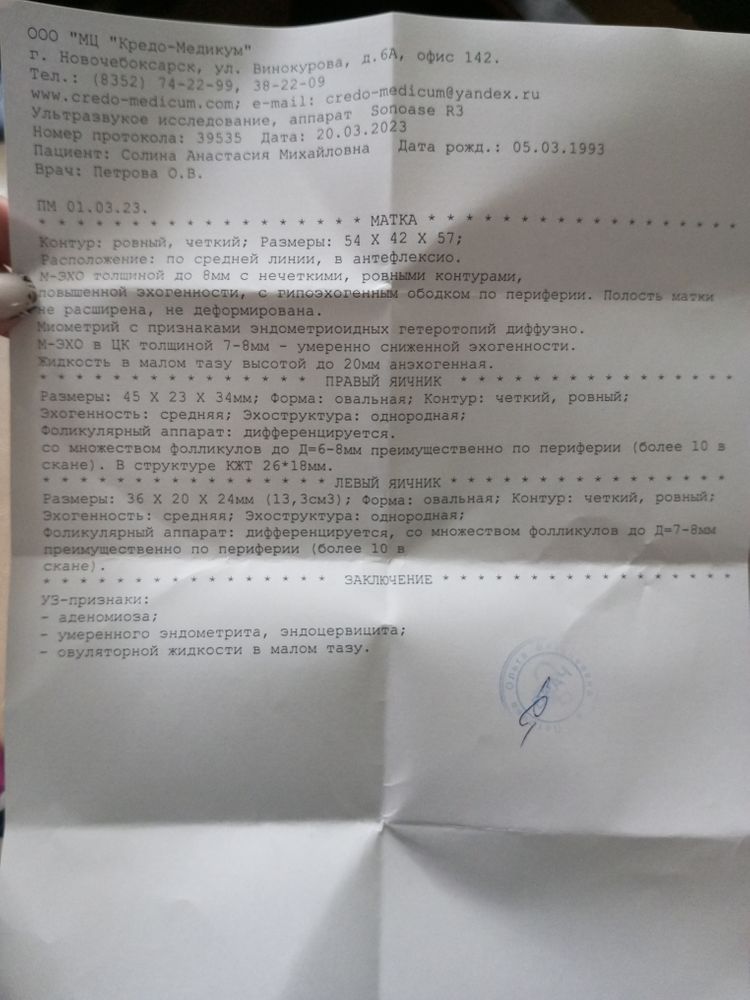 ООО "МЦ "Кредо-Медикум"
г. Новочебоксарск, ул. Винокурова, д.6А, офис 142.
Тел.: (8352) 74-22-99, 38-22-09
www.credo-medicum.com; e-mail: credo-medicum@yandex.ru
Ультразвукое исследование, аппарат Sonoase R3
Номер протокола: 39535 Дата: 20.03.2023
Пациент: Солина Анастасия Михайловна Дата рожд.: 05.03.1993
Врач: Петрова О.В.
ПМ 01.03.23.
* * * * * * * * * * * * * * * * * * МАТКА * * * * * * * * * * * * * * * * * *
Контур: ровный, четкий; Размеры: 54 Х 42 Х 57;
Расположение: по средней линии, в антефлексио.
М-ЭХО толщиной до 8мм с нечеткими, ровными контурами,
повышенной эхогенности, с гипоэхогенным ободком по периферии. Полость матки
не расширена, не деформирована.
Миометрий с признаками эндометриоидных гетеротопий диффузно.
М-ЭХО в ЦК толщиной 7-8мм - умеренно сниженной эхогенности.
Жидкость в малом тазу высотой до 20мм анэхогенная.
* * * * * * * * * * * * * * * ПРАВЫЙ ЯИЧНИК * * * * * * * * * * * * * * *
Размеры: 45 Х 23 Х 34мм; Форма: овальная; Контур: четкий, ровный;
Эхогенность: средняя; Эхоструктура: однородная;
Фоликулярный аппарат: дифференцируется.
со множеством фолликулов до Д=6-8мм преимущественно по периферии (более 10 в
скане). В структуре КЖТ 26*18мм.
* * * * * * * * * * * * * * * * ЛЕВЫЙ ЯИЧНИК * * * * * * * * * * * * * * * *
Размеры: 36 Х 20 Х 24мм (13,3см3); Форма: овальная; Контур: четкий, ровный;
Эхогенность: средняя; Эхоструктура: однородная;
Фоликулярный аппарат: дифференцируется, со множеством фолликулов до Д=7-8мм
преимущественно по периферии (более 10 в
скане).
* * * * * * * * * * * * * * * * ЗАКЛЮЧЕНИЕ * * * * * * * * * * * * * * * *
УЗ-признаки:
- аденомиоза;
- умеренного эндометрита, эндоцервицита;
- овуляторной жидкости в малом тазу.